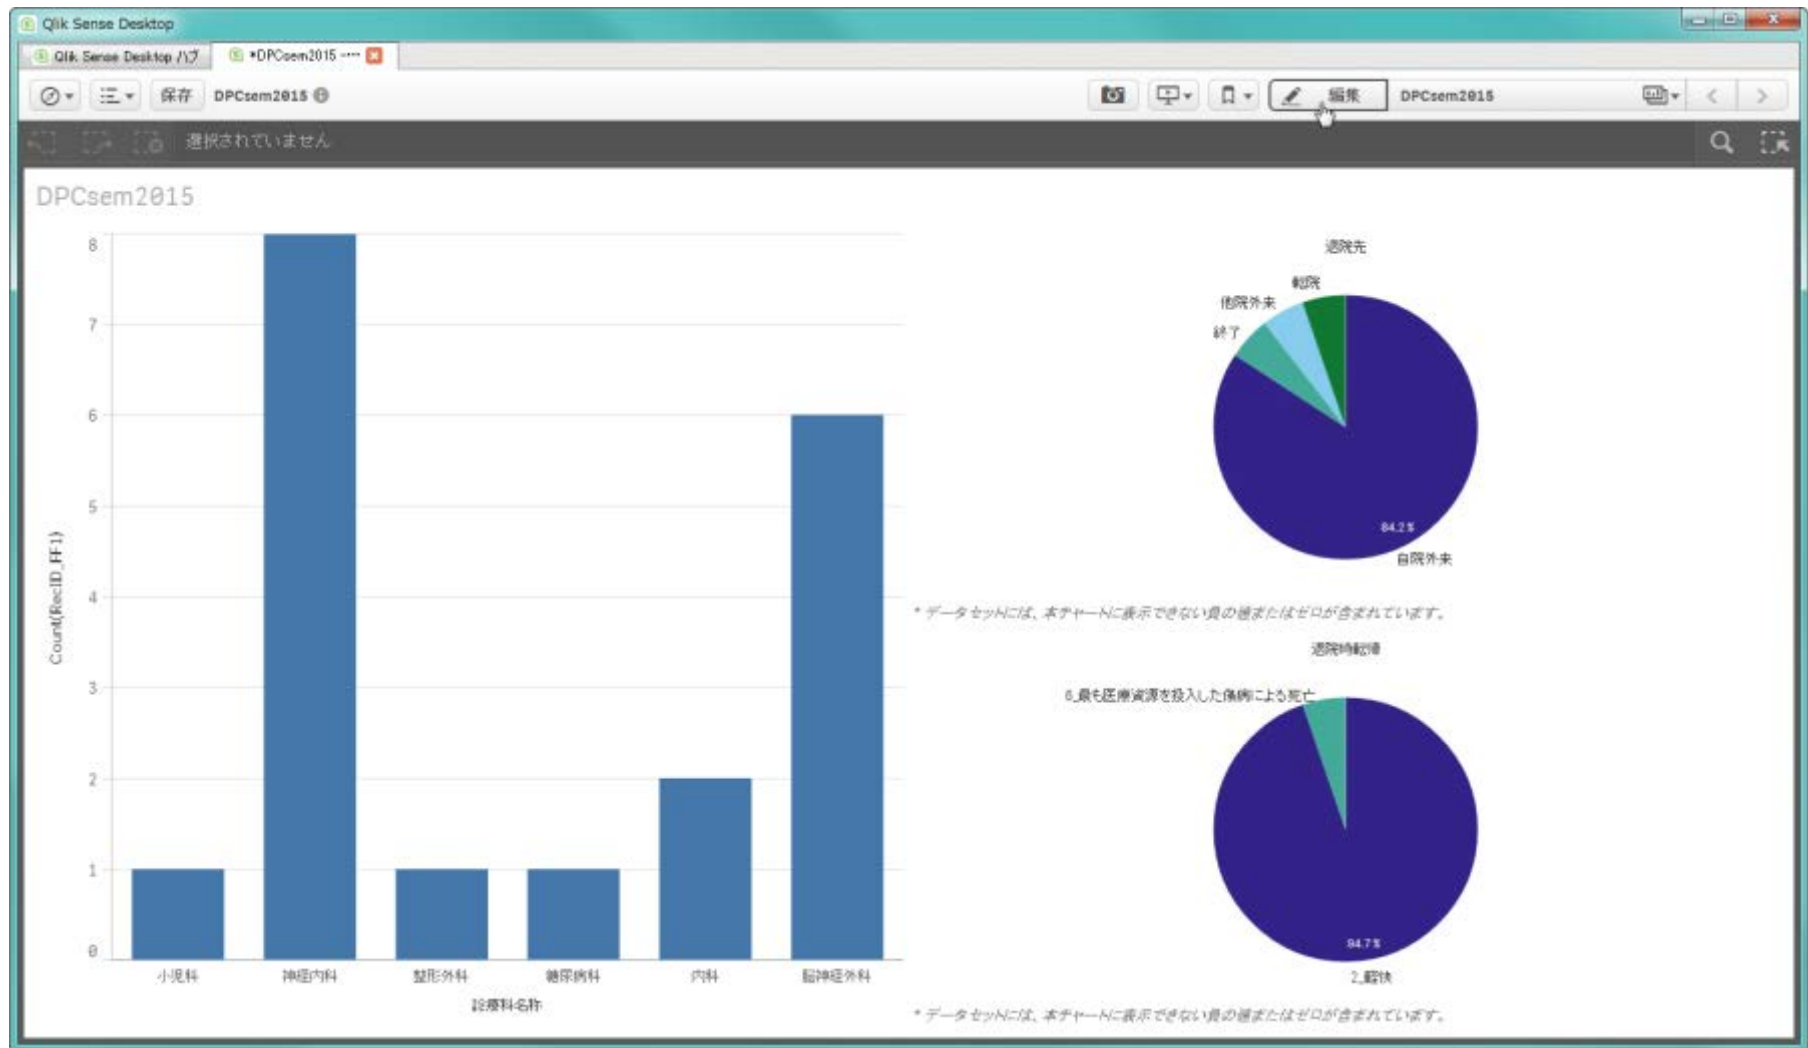 Qlik Sense Desktop
Qlik Sense Desktop ハブ
*DPCsem2015 ----
保存
DPCsem2015
編集
DPCsem2015
選択されていません
DPCsem2015
8
7
6
5
4
3
2
1
0
Count(RecID_FF1)
小児科
神経内科
整形外科
糖尿病科
内科
脳神経外科
診療科名称
退院先
転院
他院外来
終了
84.2%
自院外来
* データ セットには、本チャートに表示できない負の値またはゼロが含まれています。
退院時転帰
6_最も医療資源を投入した傷病による死亡
94.7%
2_軽快
* データ セットには、本チャートに表示できない負の値またはゼロが含まれています。